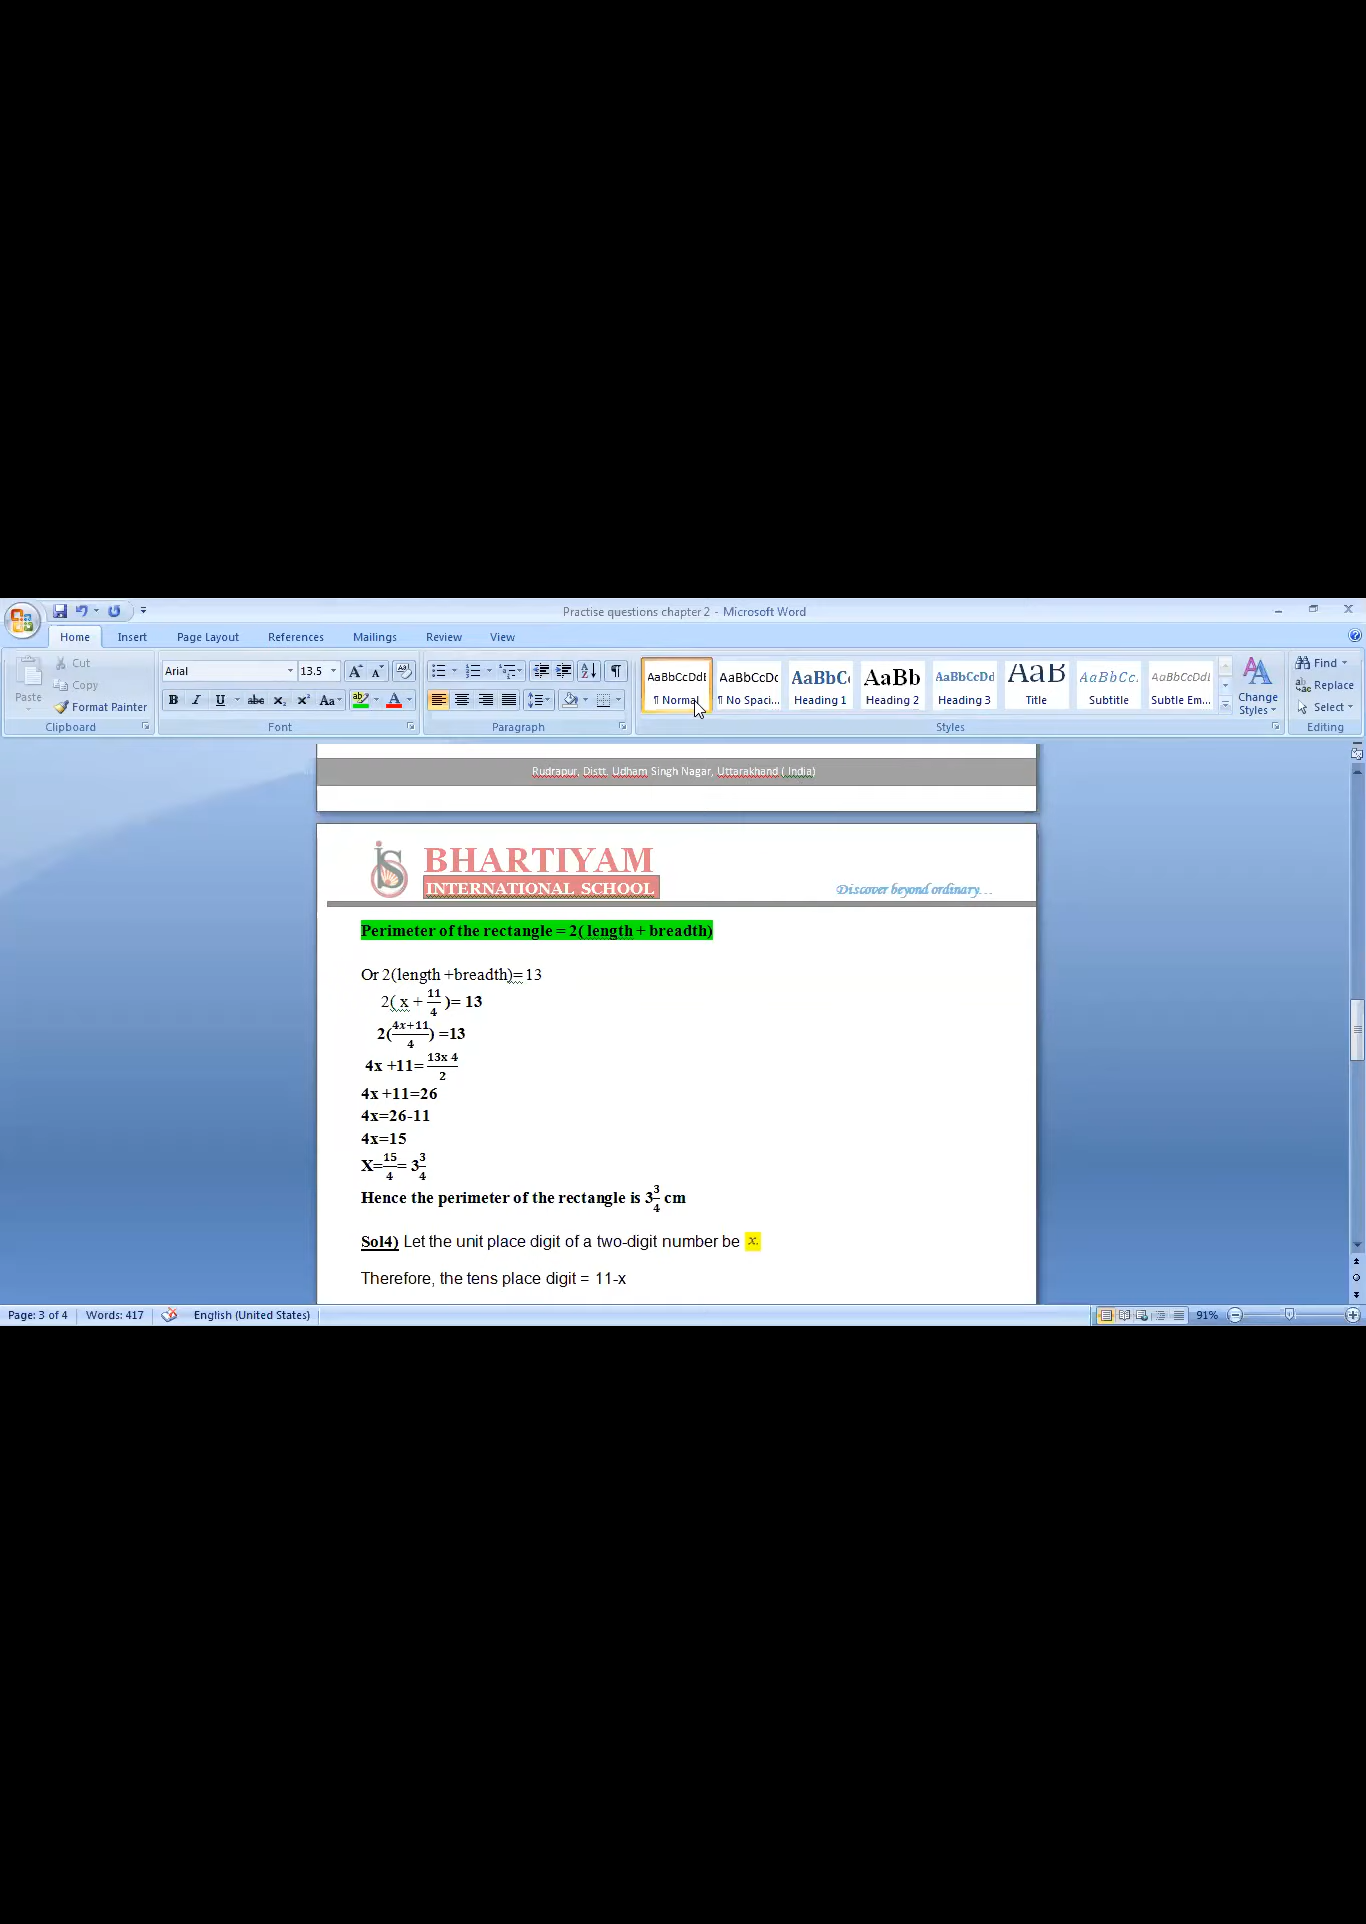 Practise questions chapter 2 - Microsoft Word
Home Insert Page Layout References Mailings Review View
Paste
Cut
Copy
Format Painter
Clipboard
Arial 13.5
B I U abc x₂ x² Aa
Font
Paragraph
AaBbCcDdE AaBbCcDc AaBbCc AaBb AaBbCcDd AaB AaBbCc. AaBbCcDdE
¶ Normal ¶ No Spaci... Heading 1 Heading 2 Heading 3 Title Subtitle Subtle Em...
Change Styles
Styles
Find
Replace
Select
Editing
Rudrapur, Distt. Udham Singh Nagar, Uttarakhand ( India)
BHARTIYAM
INTERNATIONAL SCHOOL
Discover beyond ordinary…
Perimeter of the rectangle = 2( length + breadth)
Or 2(length +breadth)= 13
2( x + 11/4 )= 13
2(4x+11/4) =13
4x +11= 13x 4/2
4x +11=26
4x=26-11
4x=15
X=15/4= 3 3/4
Hence the perimeter of the rectangle is 3 3/4 cm
Sol4) Let the unit place digit of a two-digit number be x.
Therefore, the tens place digit = 11-x
Page: 3 of 4 Words: 417 English (United States) 91%